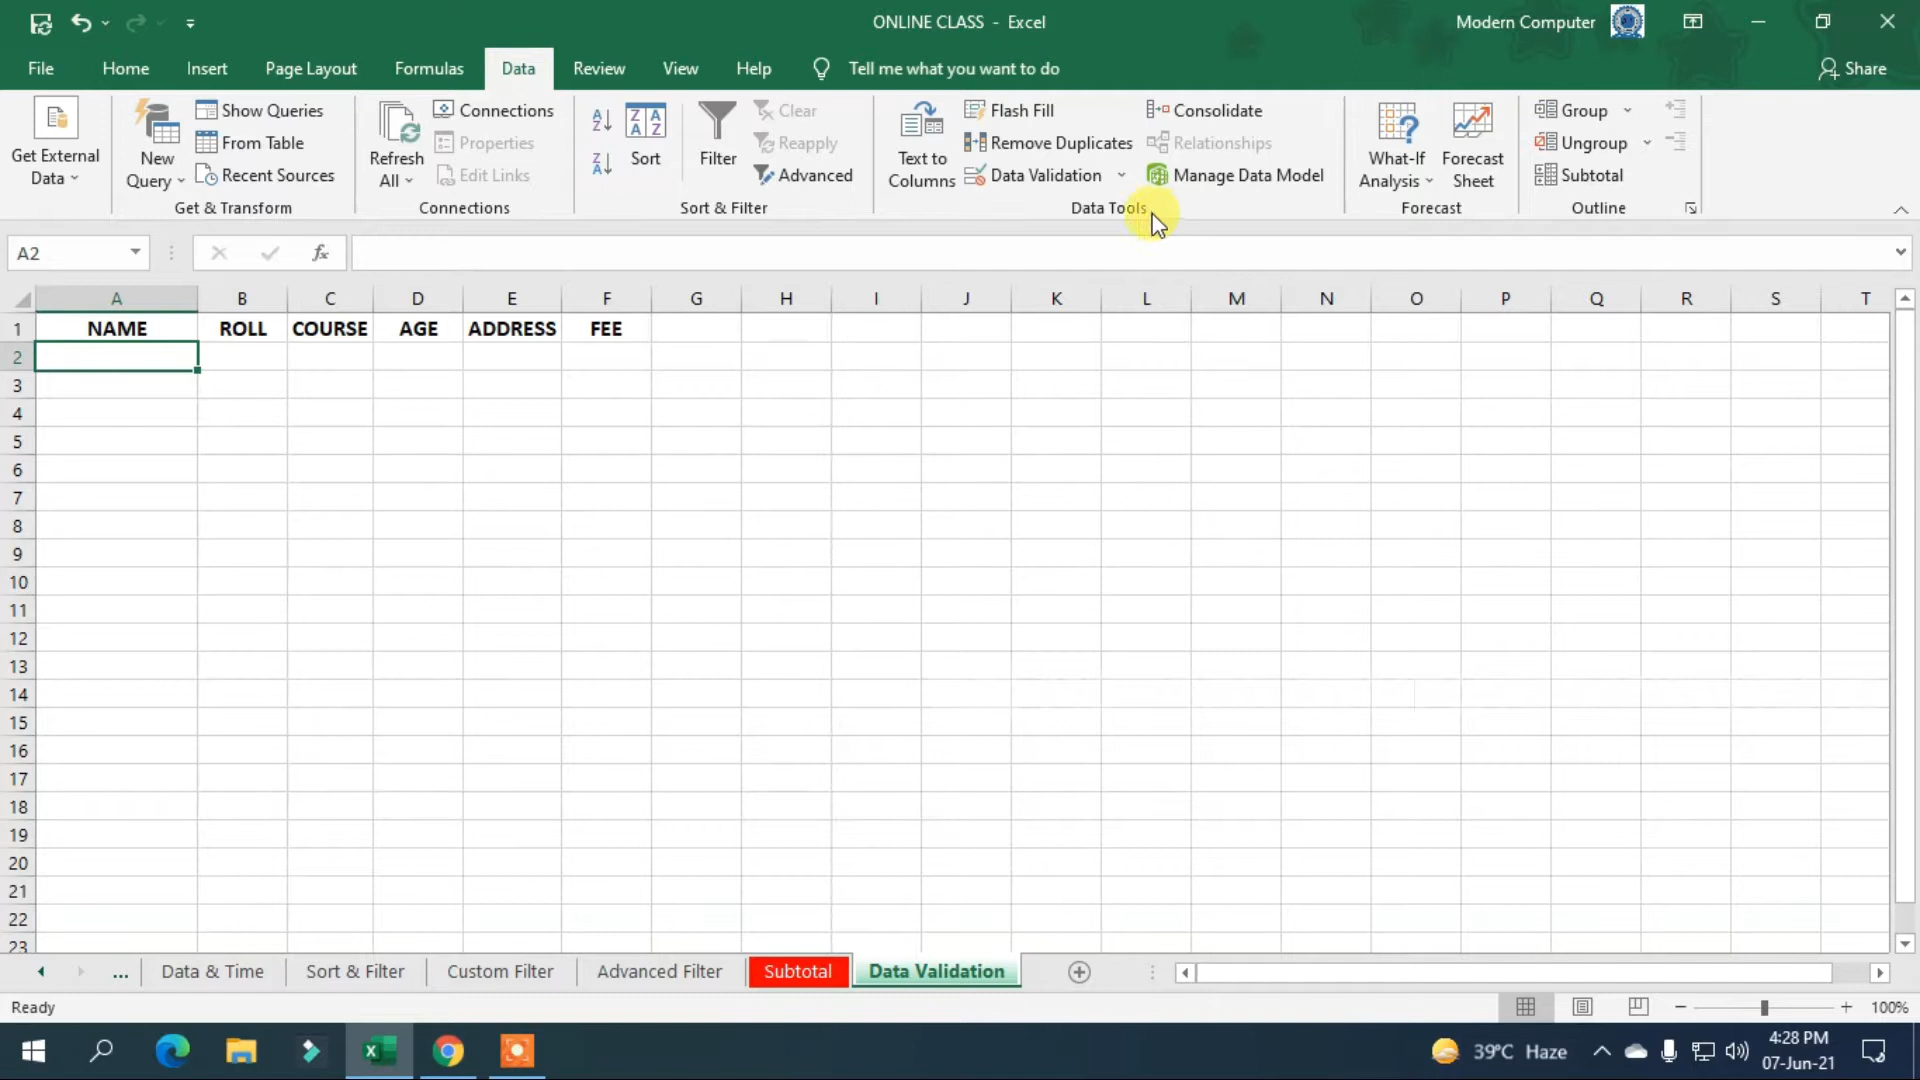 ONLINE CLASS - Excel
Modern Computer
File Home Insert Page Layout Formulas Data Review View Help Tell me what you want to do Share
Get External Data
New Query
Show Queries
From Table
Recent Sources
Get & Transform
Refresh All
Connections
Properties
Edit Links
Connections
Sort
Filter
Clear
Reapply
Advanced
Sort & Filter
Text to Columns
Flash Fill
Remove Duplicates
Data Validation
Consolidate
Relationships
Manage Data Model
Data Tools
What-If Analysis
Forecast Sheet
Forecast
Group
Ungroup
Subtotal
Outline
A2
fx
A B C D E F G H I J K L M N O P Q R S T
1 NAME ROLL COURSE AGE ADDRESS FEE
2
3
4
5
6
7
8
9
10
11
12
13
14
15
16
17
18
19
20
21
22
23
... Data & Time Sort & Filter Custom Filter Advanced Filter Subtotal Data Validation
Ready
100%
39°C Haze
4:28 PM
07-Jun-21